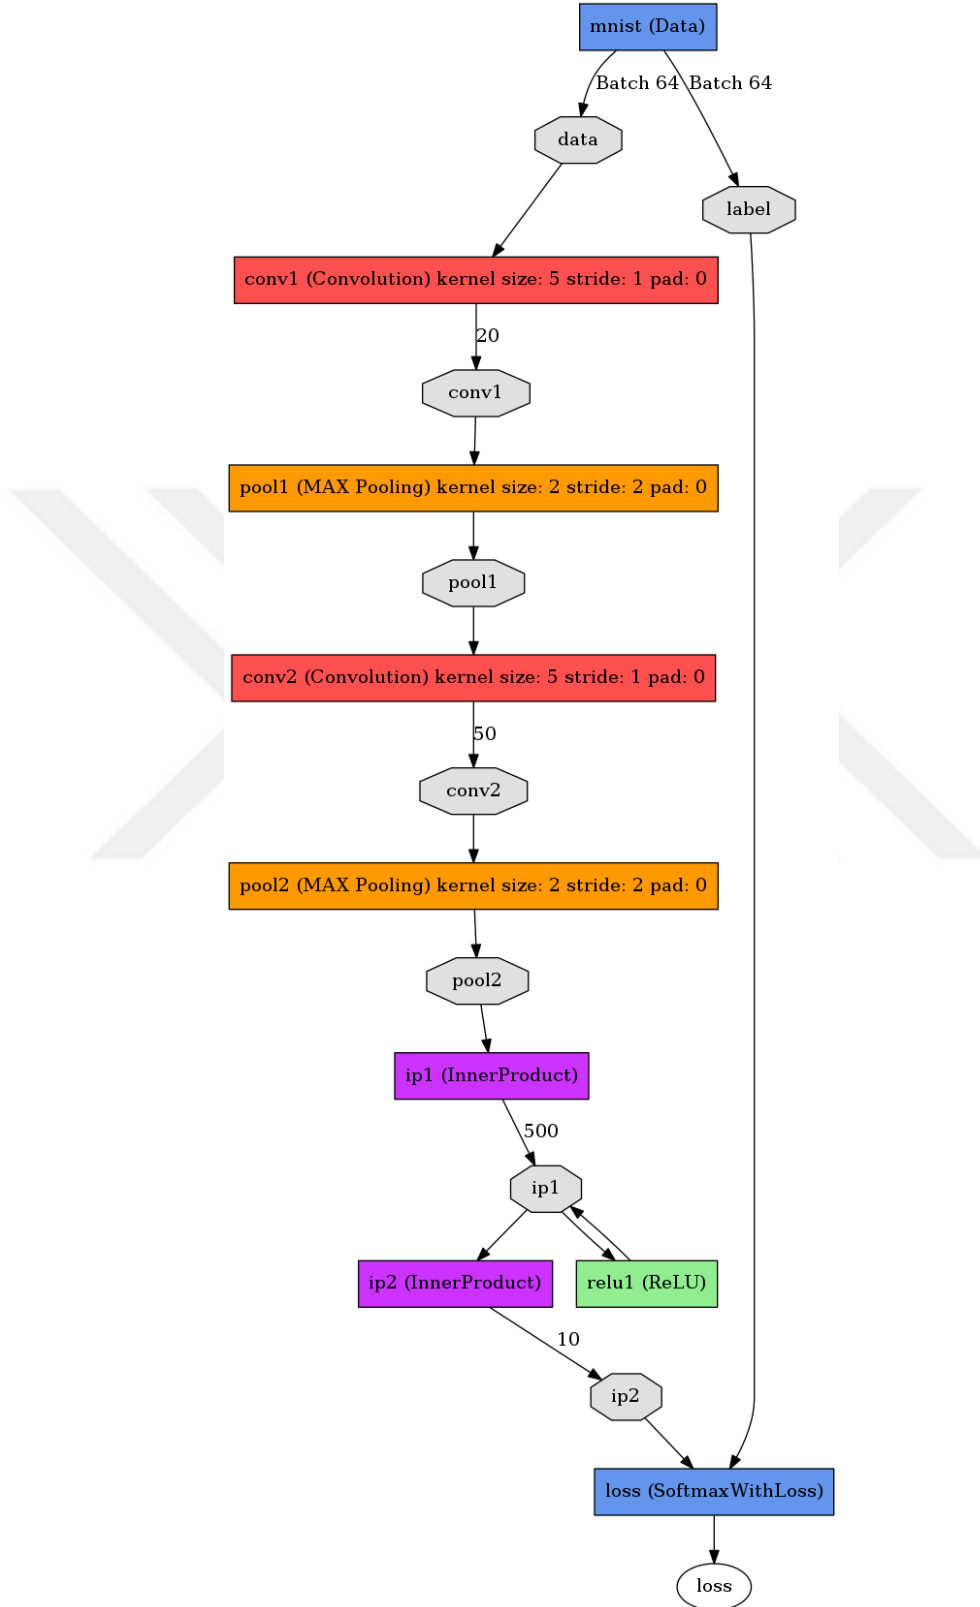 mnist (Data)
Batch 64
Batch 64
data
label
conv1 (Convolution) kernel size: 5 stride: 1 pad: 0
20
conv1
pool1 (MAX Pooling) kernel size: 2 stride: 2 pad: 0
pool1
conv2 (Convolution) kernel size: 5 stride: 1 pad: 0
50
conv2
pool2 (MAX Pooling) kernel size: 2 stride: 2 pad: 0
pool2
ip1 (InnerProduct)
500
ip1
ip2 (InnerProduct)
relu1 (ReLU)
10
ip2
loss (SoftmaxWithLoss)
loss